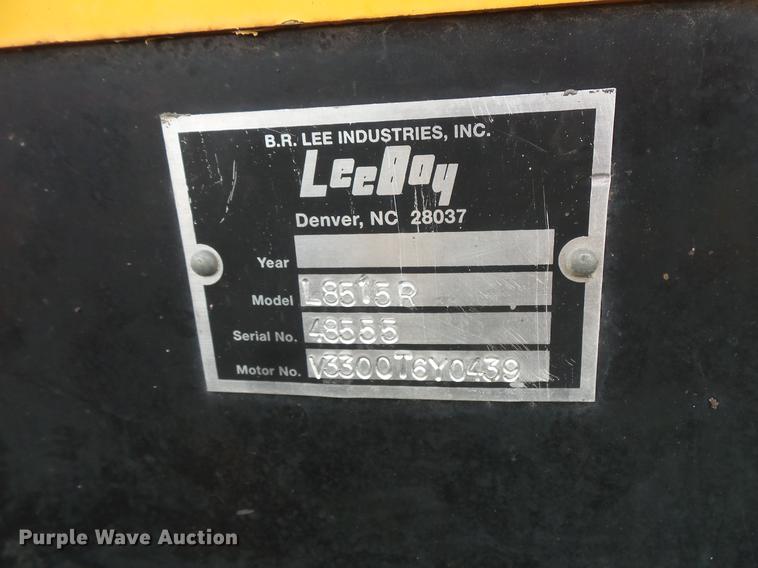 B.R. LEE INDUSTRIES, INC.
LeeBoy
Denver, NC 28037
Year
Model L8515R
Serial No. 48555
Motor No. V3300T6Y0439
Purple Wave Auction®